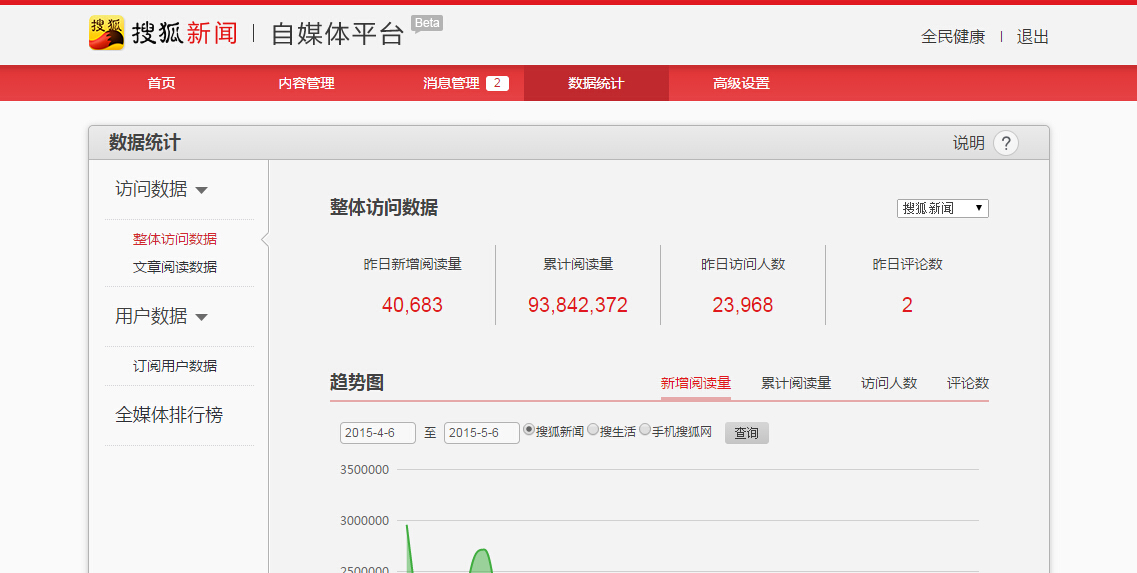 搜狐 搜狐新闻 | 自媒体平台 Beta
全民健康 | 退出
首页 内容管理 消息管理 2 数据统计 高级设置
数据统计 说明 ?
访问数据
整体访问数据
文章阅读数据
用户数据
订阅用户数据
全媒体排行榜
整体访问数据 搜狐新闻
昨日新增阅读量 累计阅读量 昨日访问人数 昨日评论数
40,683 93,842,372 23,968 2
趋势图 新增阅读量 累计阅读量 访问人数 评论数
2015-4-6 至 2015-5-6 搜狐新闻 搜生活 手机搜狐网 查询
3500000
3000000
2500000